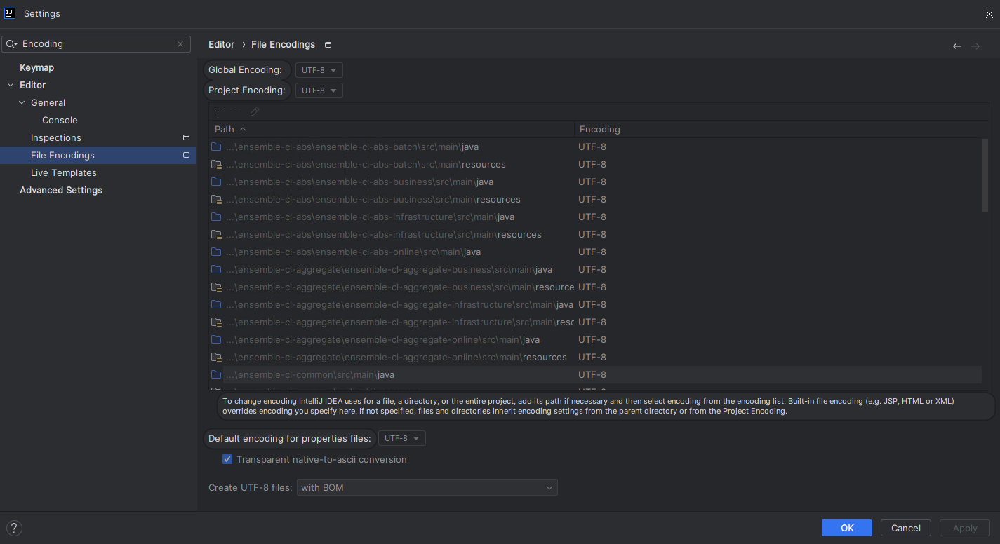 Settings
Encoding
Editor › File Encodings
Keymap
Editor
General
Console
Inspections
File Encodings
Live Templates
Advanced Settings
Global Encoding: UTF-8
Project Encoding: UTF-8
Path Encoding
...\ensemble-cl-abs\ensemble-cl-abs-batch\src\main\java UTF-8
...\ensemble-cl-abs\ensemble-cl-abs-batch\src\main\resources UTF-8
...\ensemble-cl-abs\ensemble-cl-abs-business\src\main\java UTF-8
...\ensemble-cl-abs\ensemble-cl-abs-business\src\main\resources UTF-8
...\ensemble-cl-abs\ensemble-cl-abs-infrastructure\src\main\java UTF-8
...\ensemble-cl-abs\ensemble-cl-abs-infrastructure\src\main\resources UTF-8
...\ensemble-cl-abs\ensemble-cl-abs-online\src\main\java UTF-8
...\ensemble-cl-aggregate\ensemble-cl-aggregate-business\src\main\java UTF-8
...\ensemble-cl-aggregate\ensemble-cl-aggregate-business\src\main\resource UTF-8
...\ensemble-cl-aggregate\ensemble-cl-aggregate-infrastructure\src\main\java UTF-8
...\ensemble-cl-aggregate\ensemble-cl-aggregate-infrastructure\src\main\resc UTF-8
...\ensemble-cl-aggregate\ensemble-cl-aggregate-online\src\main\java UTF-8
...\ensemble-cl-aggregate\ensemble-cl-aggregate-online\src\main\resources UTF-8
...\ensemble-cl-common\src\main\java UTF-8
To change encoding IntelliJ IDEA uses for a file, a directory, or the entire project, add its path if necessary and then select encoding from the encoding list. Built-in file encoding (e.g. JSP, HTML or XML)
overrides encoding you specify here. If not specified, files and directories inherit encoding settings from the parent directory or from the Project Encoding.
Default encoding for properties files: UTF-8
Transparent native-to-ascii conversion
Create UTF-8 files: with BOM
? OK Cancel Apply